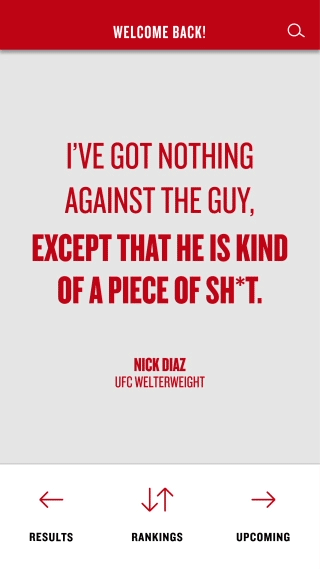 WELCOME BACK!
I'VE GOT NOTHING
AGAINST THE GUY,
EXCEPT THAT HE IS KIND
OF A PIECE OF SH*T.
NICK DIAZ
UFC WELTERWEIGHT
RESULTS
RANKINGS
UPCOMING